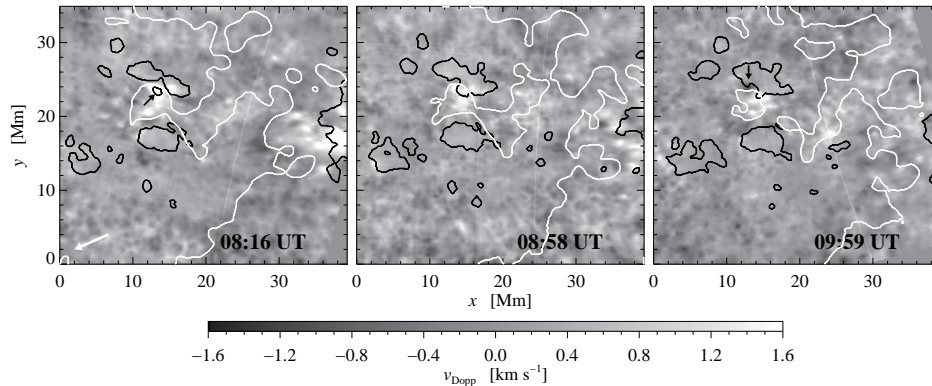 30
20
10
0
y [Mm]
08:16 UT
08:58 UT
09:59 UT
0 10 20 30 0 10 20 30 0 10 20 30
x [Mm]
−1.6 −1.2 −0.8 −0.4 0.0 0.4 0.8 1.2 1.6
vDopp [km s−1]